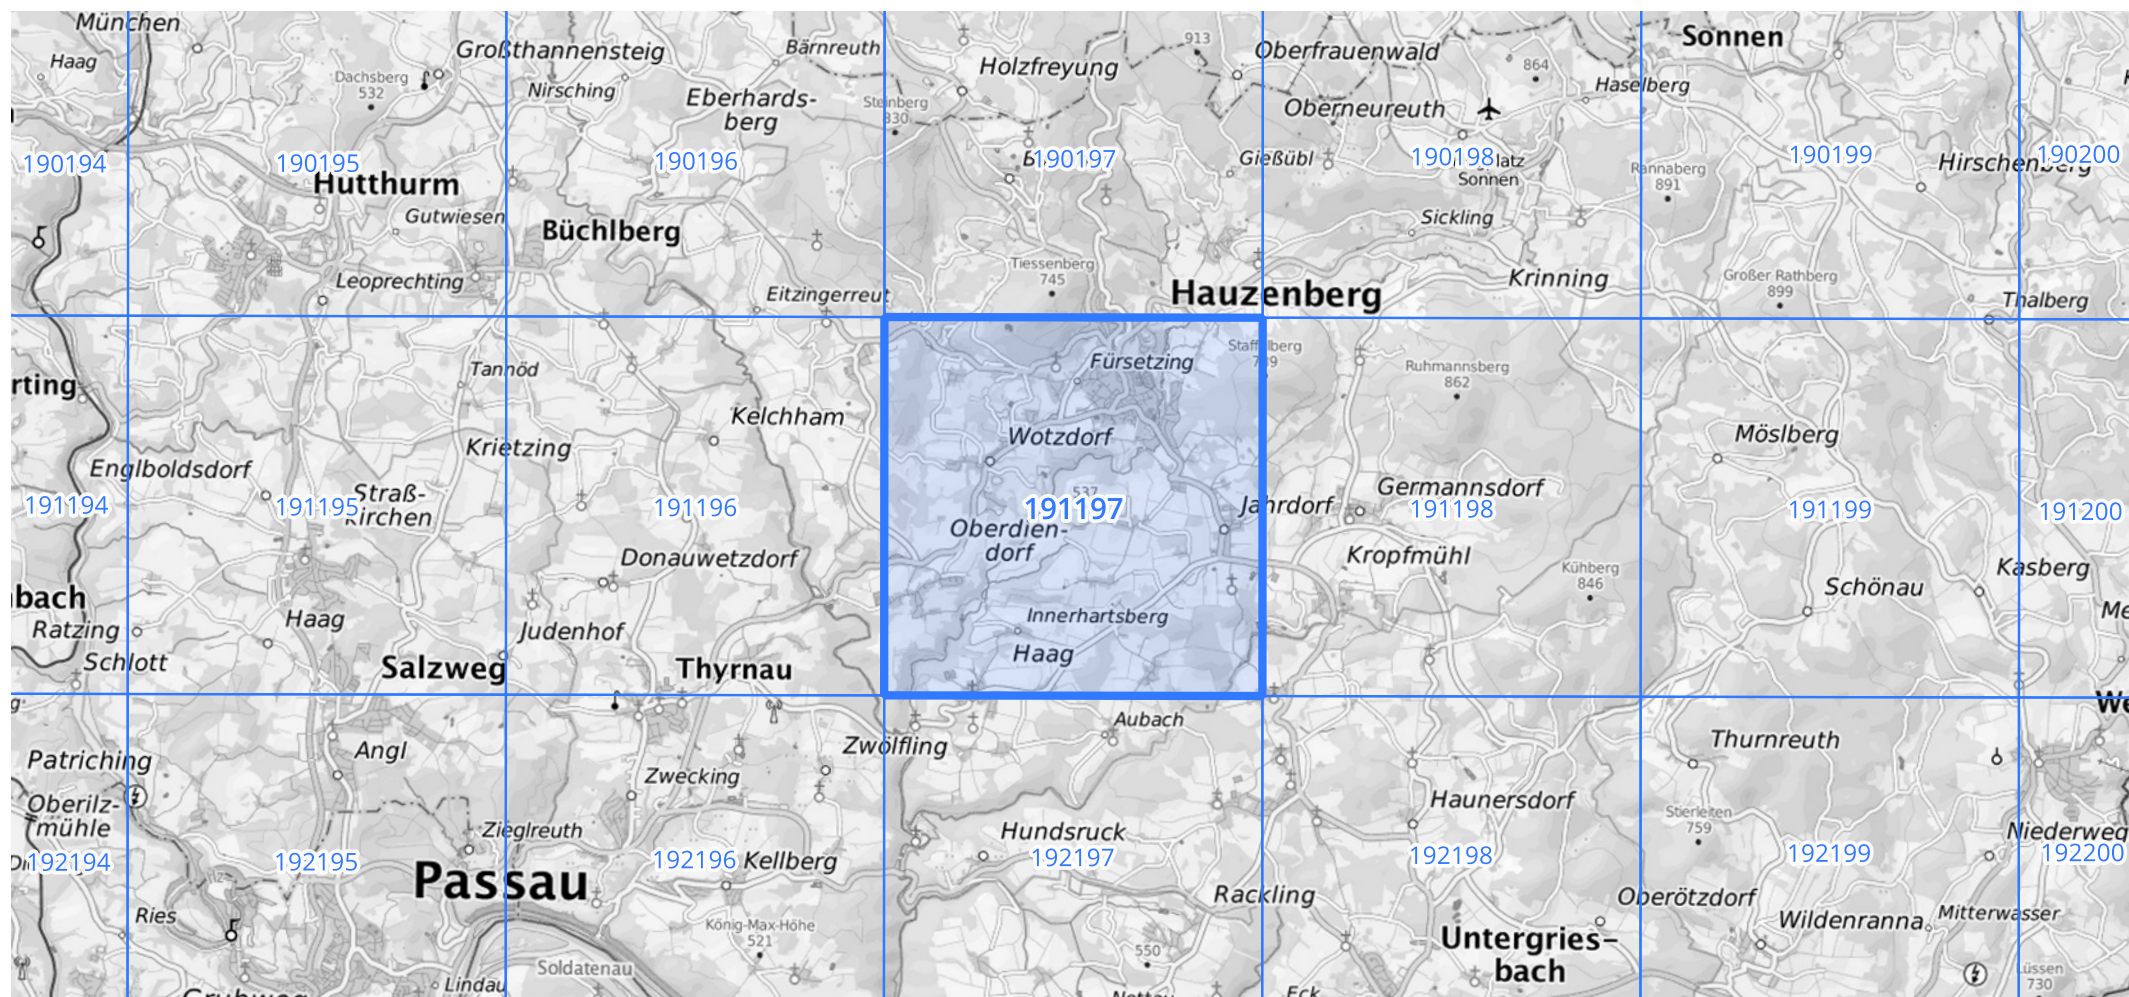 München
Haag
Dachsberg
532
Großthannensteig
Nirsching
Bärnreuth
Eberhards-
berg
Steinberg
830
Holzfreyung
913
Oberfrauenwald
864
Oberneureuth
Haselberg
Sonnen
190194
190195
Hutthurm
Gutwiesen
Leoprechting
190196
Büchlberg
Eitzingerreut
190197
Tiessenberg
745
Hauzenberg
Gießübl
190198
Sonnen
Sickling
Krinning
Rannaberg
891
190199
Hirschenberg
190200
Großer Rathberg
899
Thalberg
rting
Tannöd
Krietzing
Kelchham
Fürsetzing
Wotzdorf
Ruhmannsberg
862
Möslberg
Englboldsdorf
191194
191195
Straß-
kirchen
191196
Donauwetzdorf
537
191197
Oberdien-
dorf
Jahrdorf
Germannsdorf
191198
Kropfmühl
191199
191200
Kühberg
846
Schönau
Kasberg
bach
Ratzing
Schlott
Haag
Salzweg
Judenhof
Thyrnau
Innerhartsberg
Haag
Patriching
Angl
Oberilz-
mühle
Zieglreuth
Zwecking
Zwölfling
Aubach
Hundsruck
Haunersdorf
Thurnreuth
Stierleiten
759
Niederweg
192194
192195
Passau
192196
Kellberg
192197
192198
192199
192200
Ries
König-Max-Höhe
521
Soldatenau
Lindau
550
Rackling
Untergries-
bach
Oberötzdorf
Wildenranna
Mitterwasser
Lüssen
730